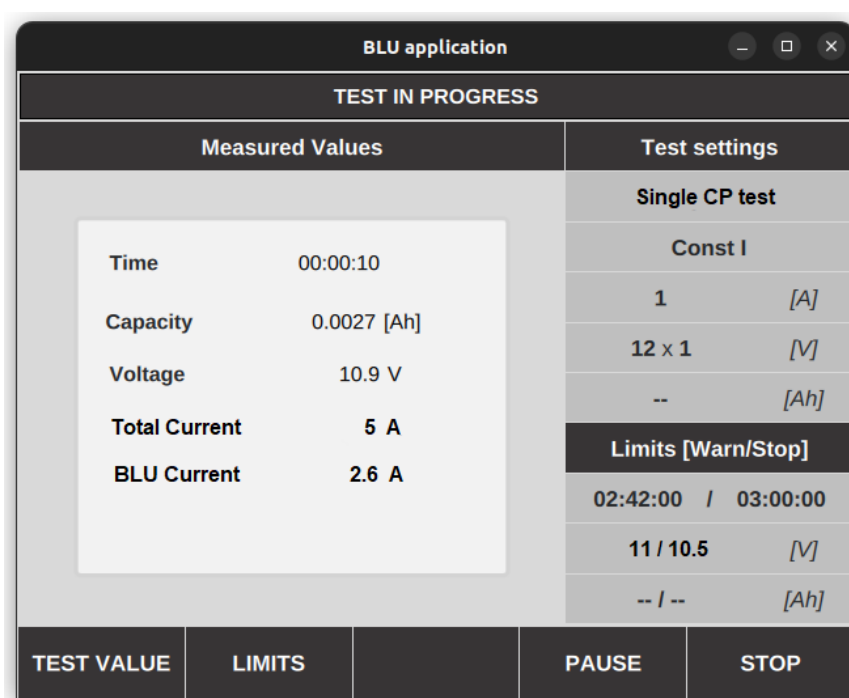 BLU application
TEST IN PROGRESS
Measured Values
Time 00:00:10
Capacity 0.0027 [Ah]
Voltage 10.9 V
Total Current 5 A
BLU Current 2.6 A
Test settings
Single CP test
Const I
1 [A]
12 x 1 [V]
-- [Ah]
Limits [Warn/Stop]
02:42:00 / 03:00:00
11 / 10.5 [V]
-- / -- [Ah]
TEST VALUE LIMITS PAUSE STOP